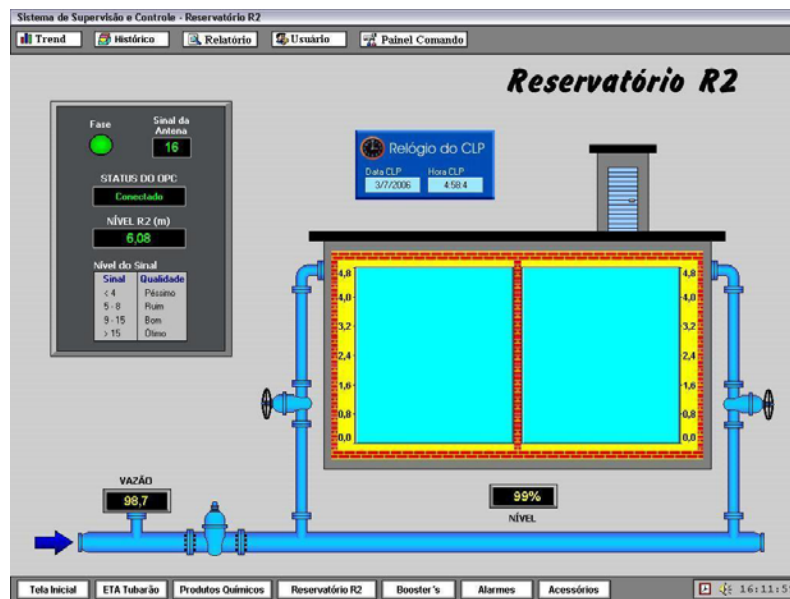 Sistema de Supervisão e Controle - Reservatório R2
Trend Histórico Relatório Usuário Painel Comando
Reservatório R2
Fase
Sinal da
Antena
16
STATUS DO OPC
Conectado
NÍVEL R2 (m)
6,08
Nível do Sinal
Sinal Qualidade
< 4 Péssimo
5 - 8 Ruim
9 - 15 Bom
> 15 Ótimo
Relógio do CLP
Data CLP Hora CLP
3/7/2006 4:58:4
4,8 4,8
4,0 4,0
3,2 3,2
2,4 2,4
1,6 1,6
0,8 0,8
0,0 0,0
VAZÃO
98,7
99%
NÍVEL
Tela Inicial ETA Tubarão Produtos Químicos Reservatório R2 Booster's Alarmes Acessórios